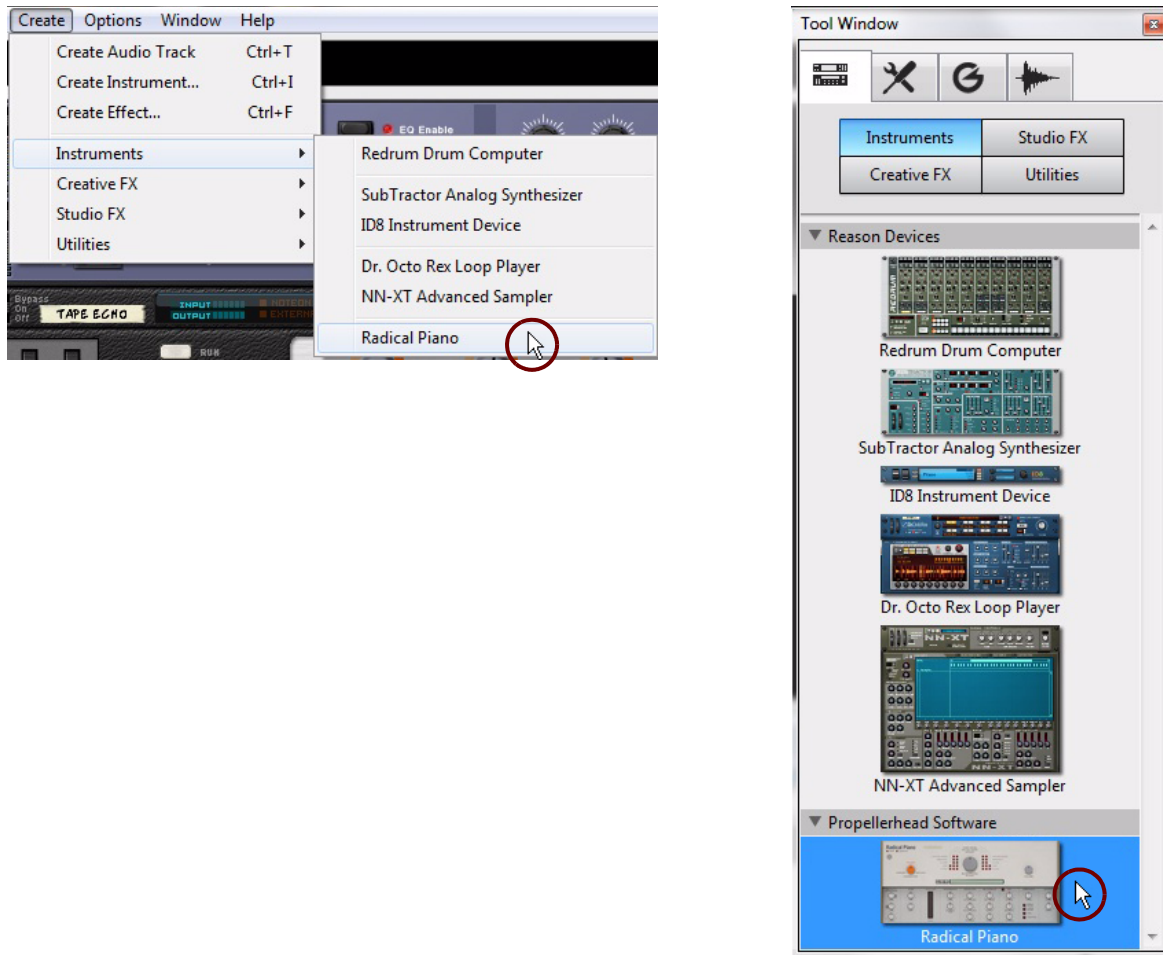 Create Options Window Help
Create Audio Track Ctrl+T
Create Instrument... Ctrl+I
Create Effect... Ctrl+F
Instruments
Creative FX
Studio FX
Utilities
EQ Enable
Redrum Drum Computer
SubTractor Analog Synthesizer
ID8 Instrument Device
Dr. Octo Rex Loop Player
NN-XT Advanced Sampler
Radical Piano
Bypass
On
Off
TAPE ECHO
INPUT
OUTPUT
RUN
Tool Window
Instruments Studio FX
Creative FX Utilities
Reason Devices
REDRUM
Redrum Drum Computer
SubTractor Analog Synthesizer
ID8 Instrument Device
Dr. Octo Rex Loop Player
NN-XT
NN-XT
NN-XT Advanced Sampler
Propellerhead Software
Radical Piano
Radical Piano